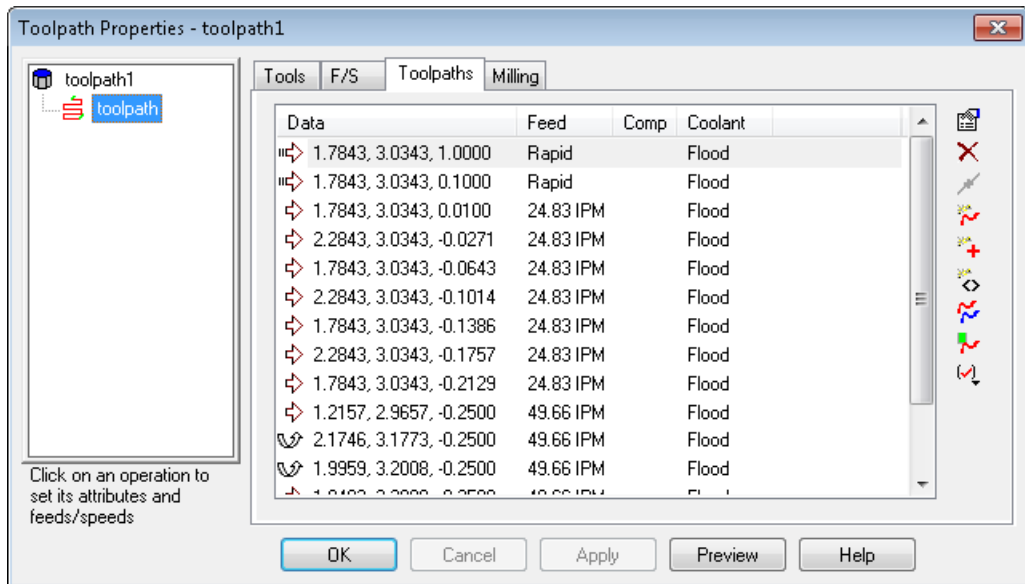 Toolpath Properties - toolpath1
toolpath1
toolpath
Click on an operation to
set its attributes and
feeds/speeds
Tools F/S Toolpaths Milling
Data Feed Comp Coolant
1.7843, 3.0343, 1.0000 Rapid Flood
1.7843, 3.0343, 0.1000 Rapid Flood
1.7843, 3.0343, 0.0100 24.83 IPM Flood
2.2843, 3.0343, -0.0271 24.83 IPM Flood
1.7843, 3.0343, -0.0643 24.83 IPM Flood
2.2843, 3.0343, -0.1014 24.83 IPM Flood
1.7843, 3.0343, -0.1386 24.83 IPM Flood
2.2843, 3.0343, -0.1757 24.83 IPM Flood
1.7843, 3.0343, -0.2129 24.83 IPM Flood
1.2157, 2.9657, -0.2500 49.66 IPM Flood
2.1746, 3.1773, -0.2500 49.66 IPM Flood
1.9959, 3.2008, -0.2500 49.66 IPM Flood
OK Cancel Apply Preview Help